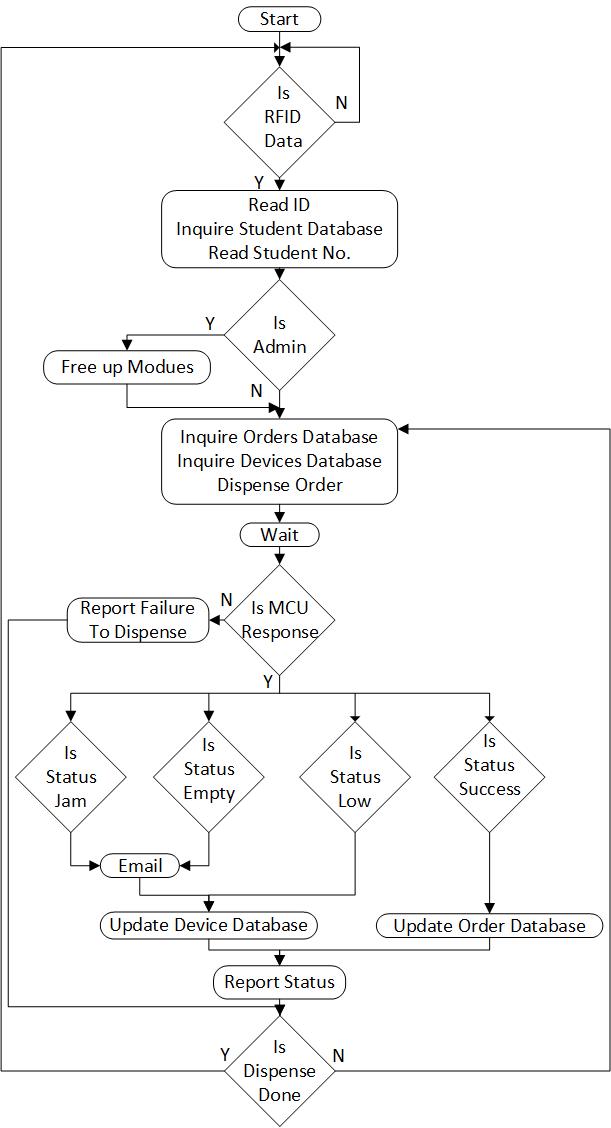 Start
Is
RFID
Data
N
Y
Read ID
Inquire Student Database
Read Student No.
Y
Is
Admin
Free up Modues
N
Inquire Orders Database
Inquire Devices Database
Dispense Order
Wait
Report Failure
To Dispense
N
Is MCU
Response
Y
Is
Status
Jam
Is
Status
Empty
Is
Status
Low
Is
Status
Success
Email
Update Device Database
Update Order Database
Report Status
Y
Is
Dispense
Done
N